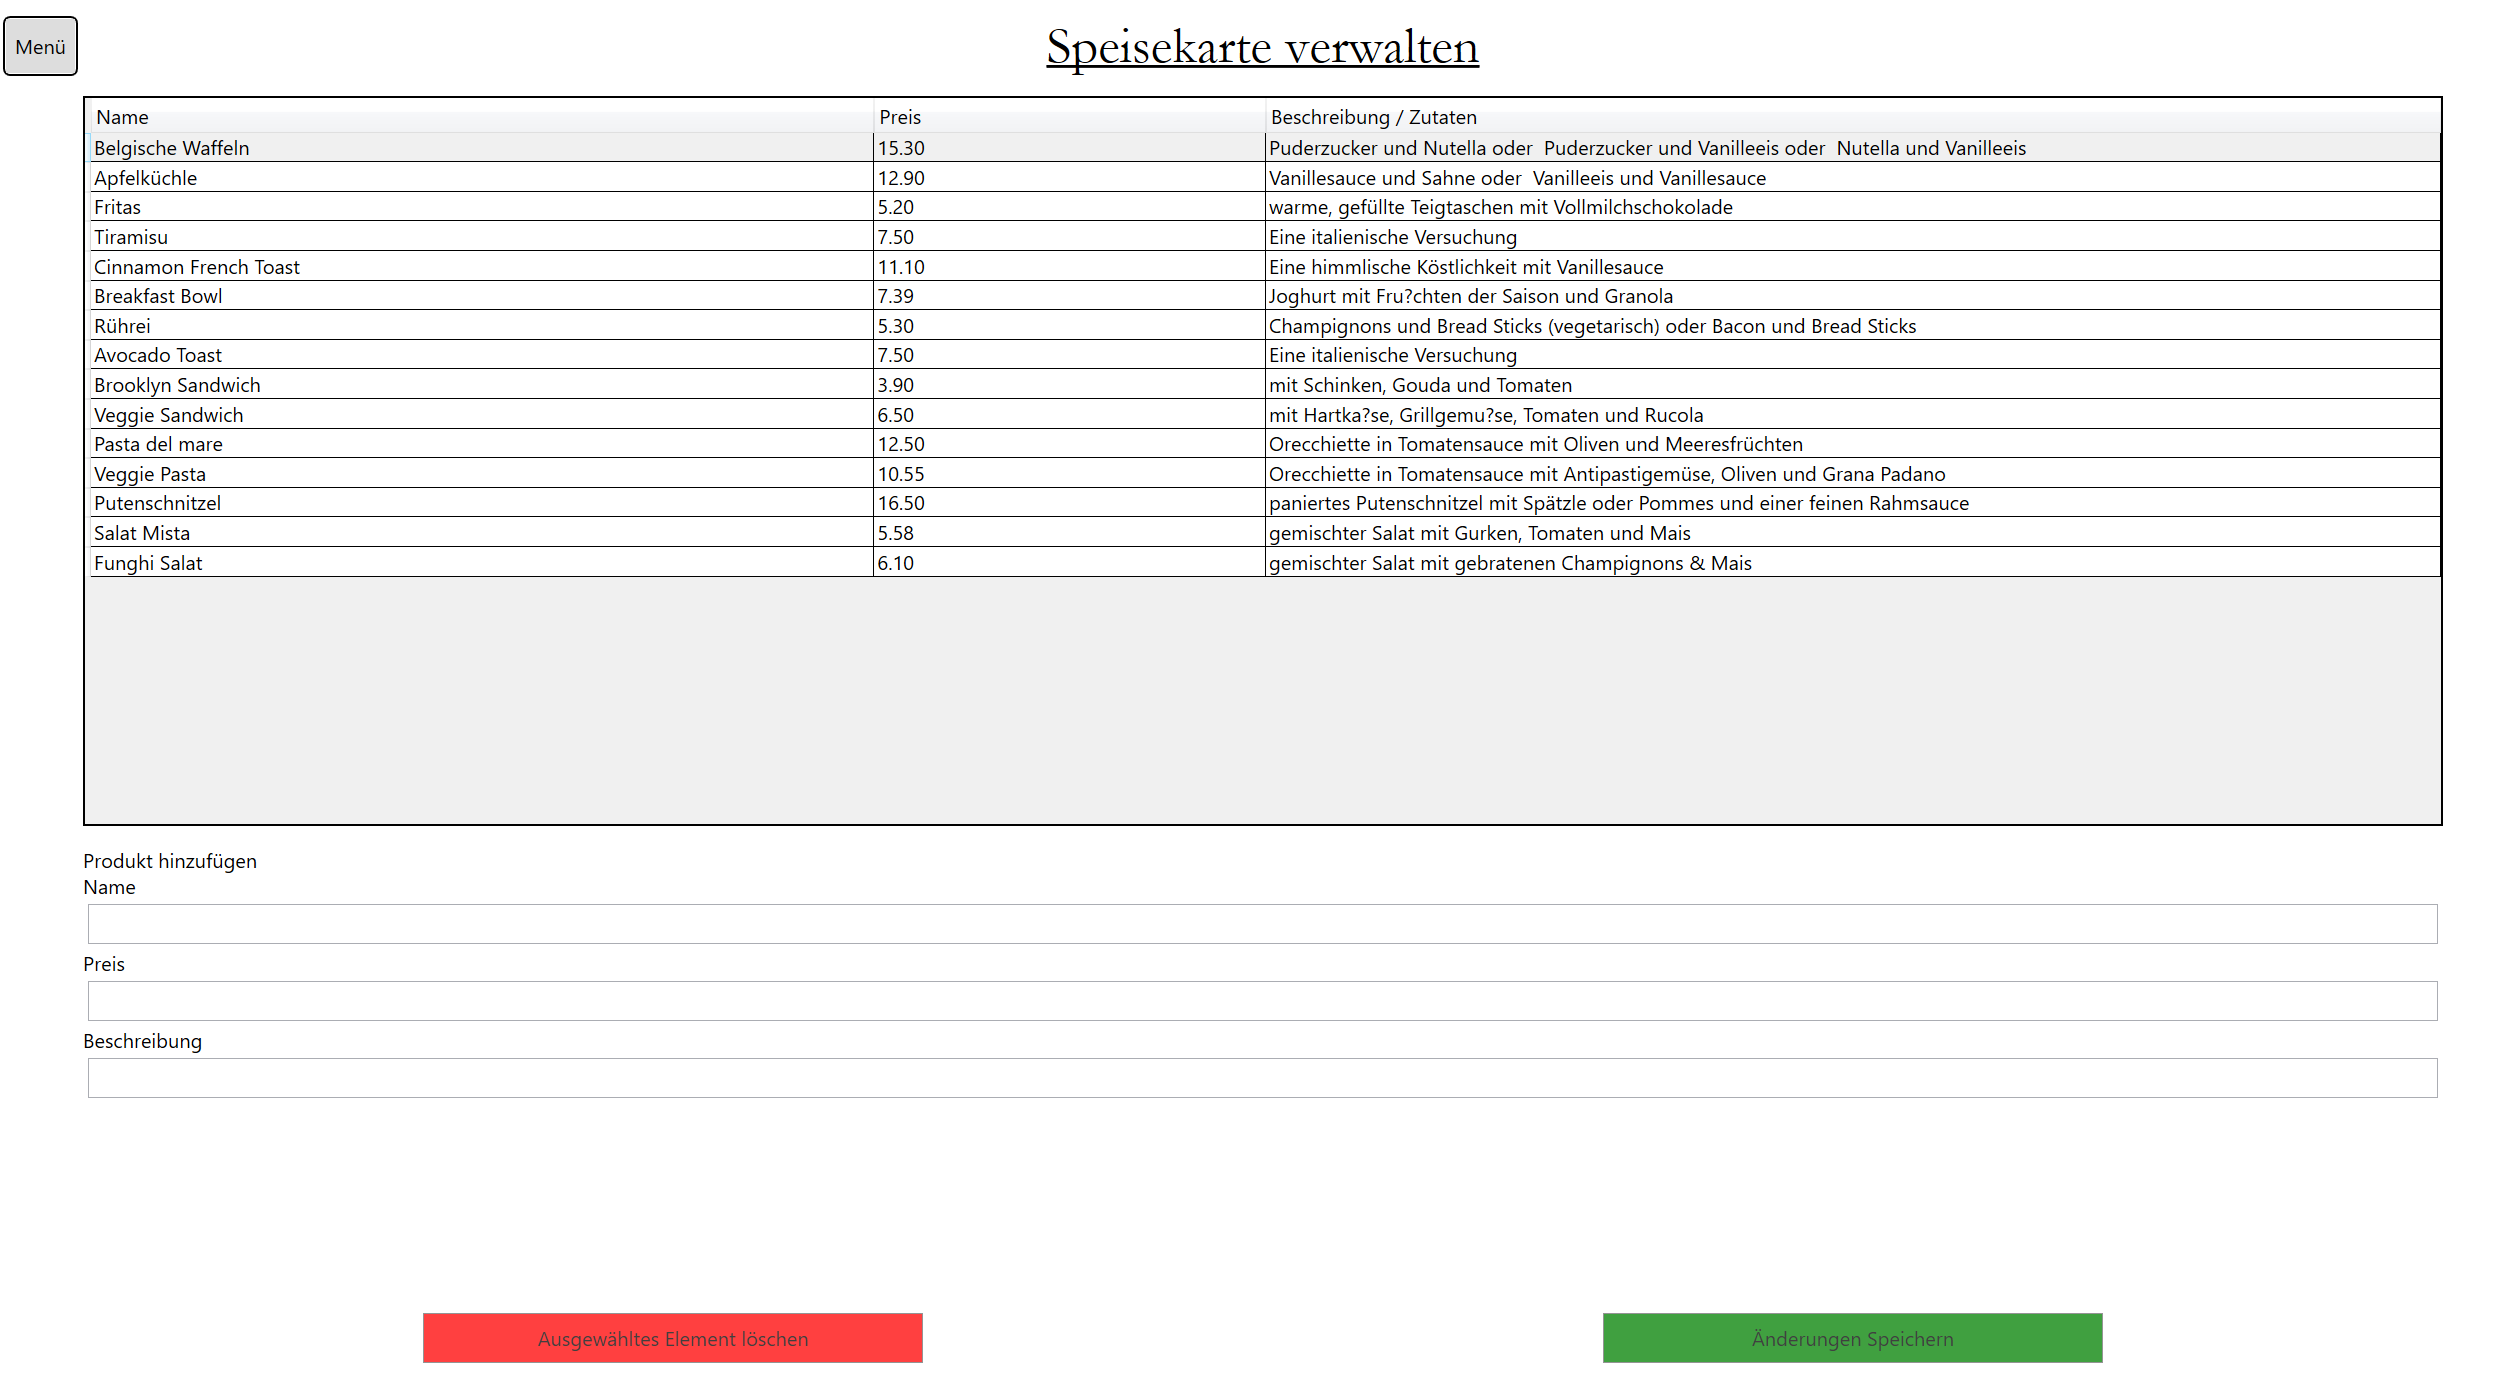 Menü
Speisekarte verwalten
Name Preis Beschreibung / Zutaten
Belgische Waffeln 15.30 Puderzucker und Nutella oder  Puderzucker und Vanilleeis oder  Nutella und Vanilleeis
Apfelküchle 12.90 Vanillesauce und Sahne oder  Vanilleeis und Vanillesauce
Fritas 5.20 warme, gefüllte Teigtaschen mit Vollmilchschokolade
Tiramisu 7.50 Eine italienische Versuchung
Cinnamon French Toast 11.10 Eine himmlische Köstlichkeit mit Vanillesauce
Breakfast Bowl 7.39 Joghurt mit Fru?chten der Saison und Granola
Rührei 5.30 Champignons und Bread Sticks (vegetarisch) oder Bacon und Bread Sticks
Avocado Toast 7.50 Eine italienische Versuchung
Brooklyn Sandwich 3.90 mit Schinken, Gouda und Tomaten
Veggie Sandwich 6.50 mit Hartka?se, Grillgemu?se, Tomaten und Rucola
Pasta del mare 12.50 Orecchiette in Tomatensauce mit Oliven und Meeresfrüchten
Veggie Pasta 10.55 Orecchiette in Tomatensauce mit Antipastigemüse, Oliven und Grana Padano
Putenschnitzel 16.50 paniertes Putenschnitzel mit Spätzle oder Pommes und einer feinen Rahmsauce
Salat Mista 5.58 gemischter Salat mit Gurken, Tomaten und Mais
Funghi Salat 6.10 gemischter Salat mit gebratenen Champignons & Mais
Produkt hinzufügen
Name
Preis
Beschreibung
Ausgewähltes Element löschen Änderungen Speichern